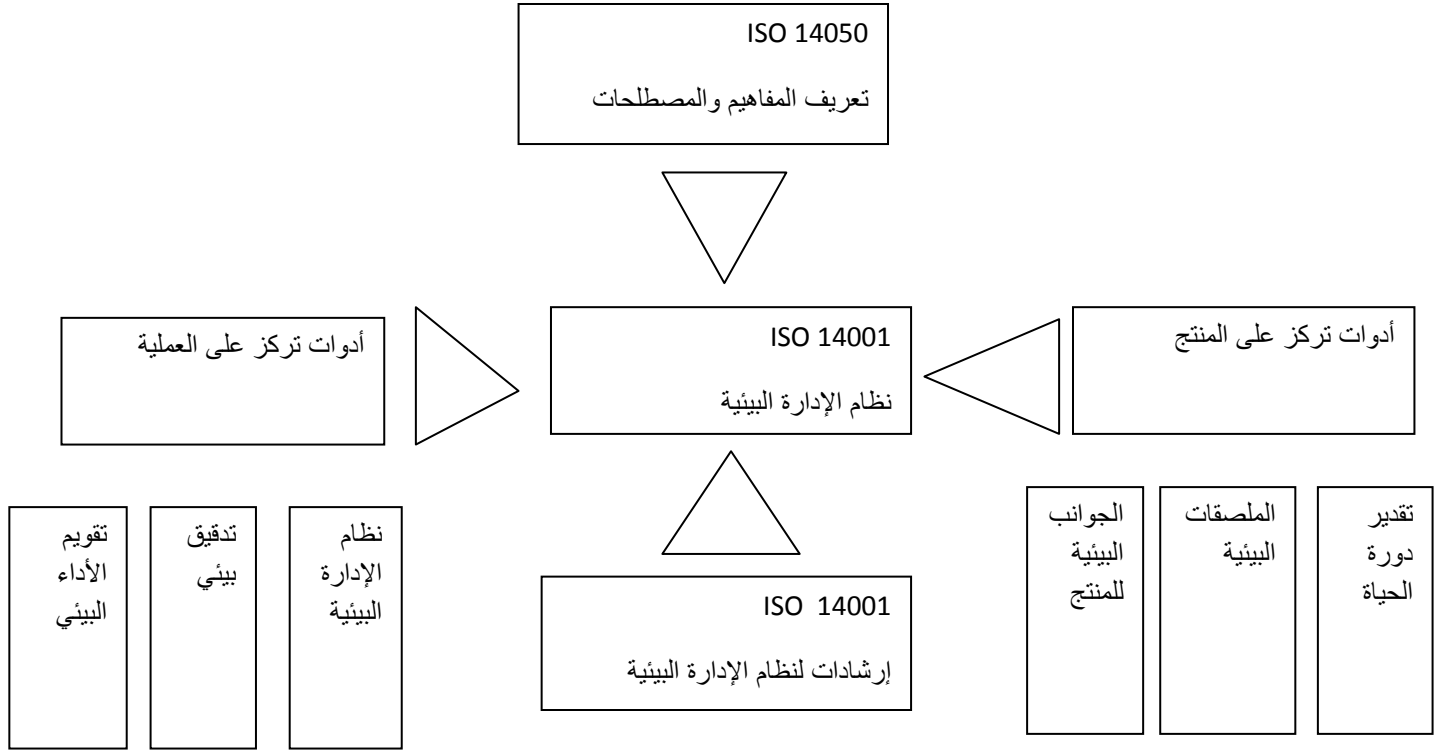 ISO 14050
تعريف المفاهيم والمصطلحات
أدوات تركز على المنتج
ISO 14001
نظام الإدارة البيئية
أدوات تركز على العملية
تقدير
دورة
الحياة
الملصقات
البيئية
الجوانب
البيئية
للمنتج
ISO 14001
إرشادات لنظام الإدارة البيئية
نظام
الإدارة
البيئية
تدقيق
بيئي
تقويم
الأداء
البيئي